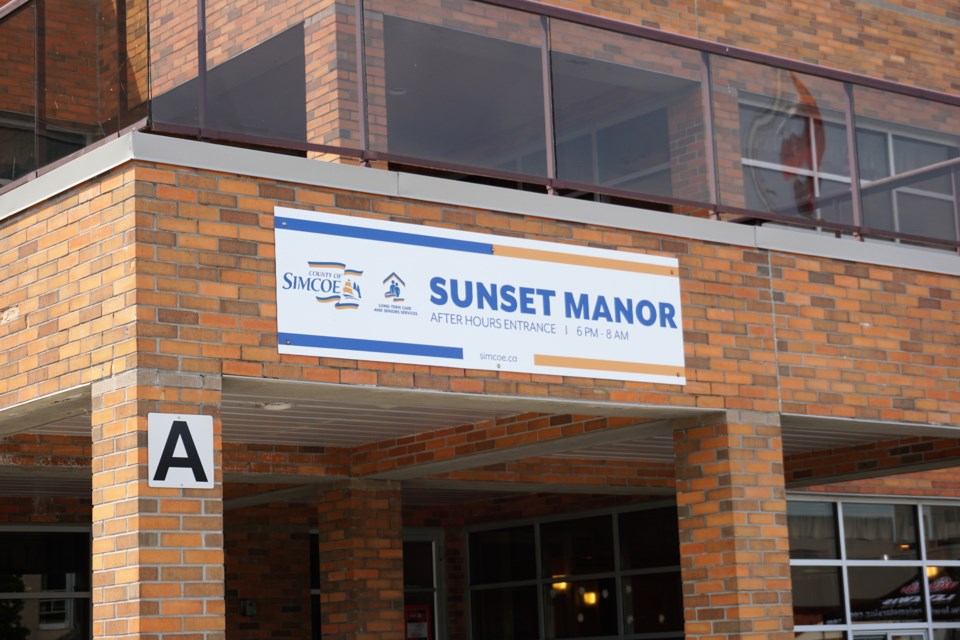 COUNTY OF
SIMCOE
LONG TERM CARE
AND SENIORS SERVICES
SUNSET MANOR
AFTER HOURS ENTRANCE | 6 PM - 8 AM
simcoe.ca
A